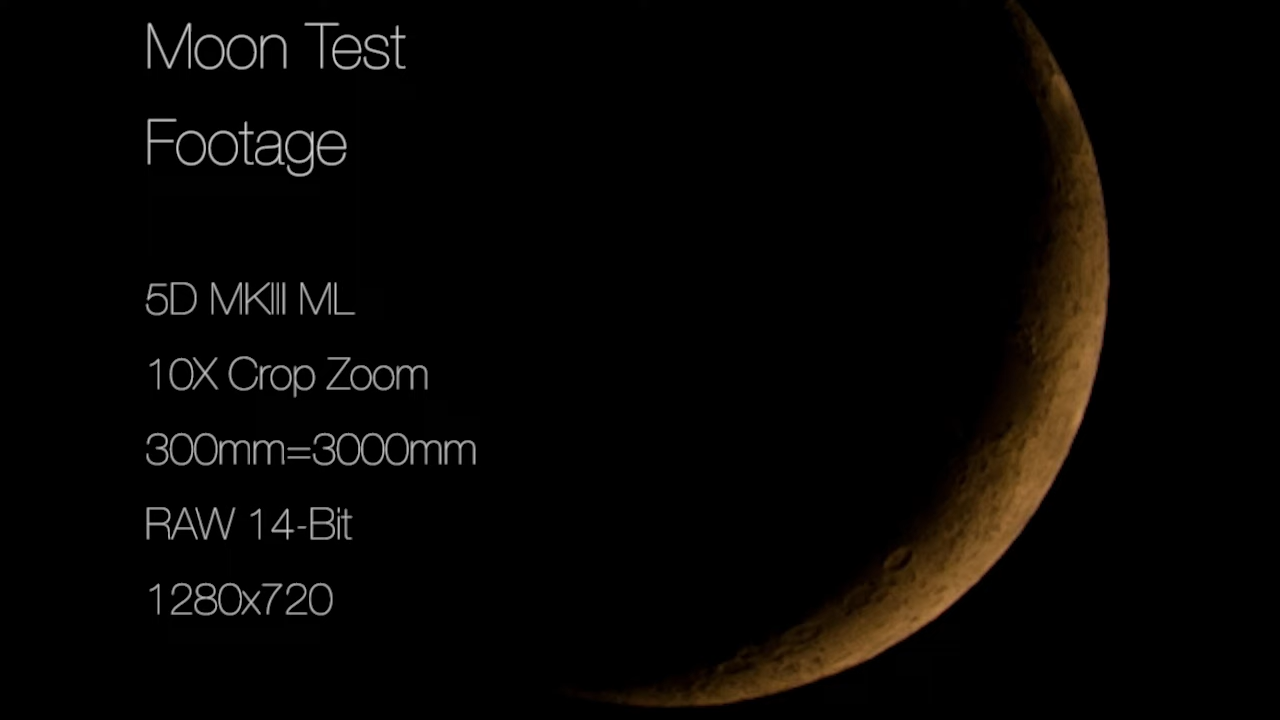 Moon Test
Footage
5D MKIII ML
10X Crop Zoom
300mm=3000mm
RAW 14-Bit
1280x720